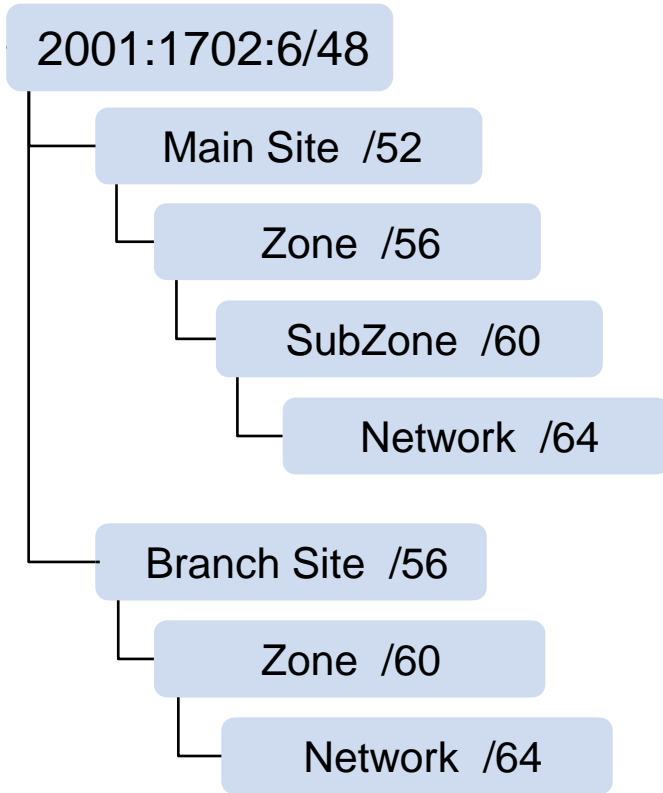 2001:1702:6/48
Main Site /52
Zone /56
SubZone /60
Network /64
Branch Site /56
Zone /60
Network /64